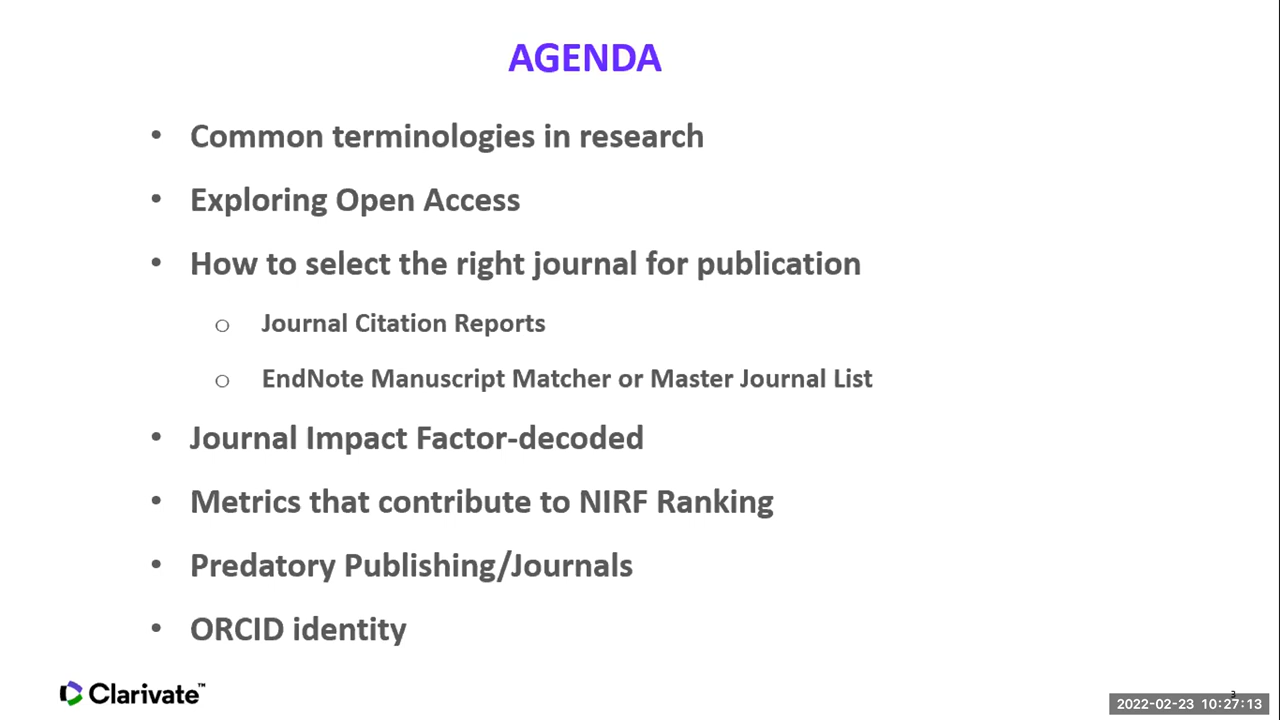 AGENDA
• Common terminologies in research
• Exploring Open Access
• How to select the right journal for publication
o Journal Citation Reports
o EndNote Manuscript Matcher or Master Journal List
• Journal Impact Factor-decoded
• Metrics that contribute to NIRF Ranking
• Predatory Publishing/Journals
• ORCID identity
Clarivate™
3
2022-02-23 10:27:13